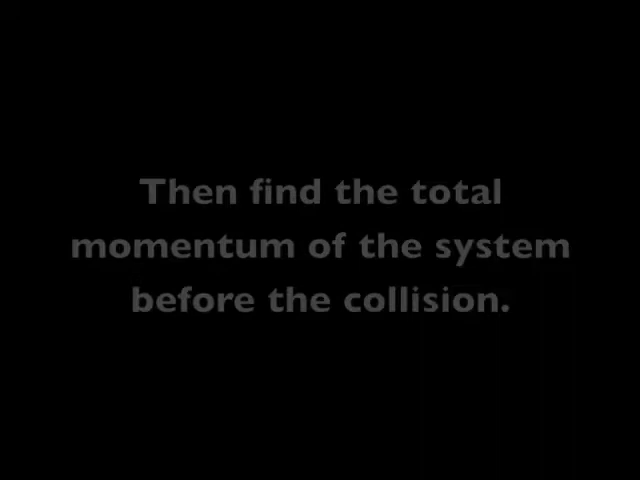 Then find the total
momentum of the system
before the collision.